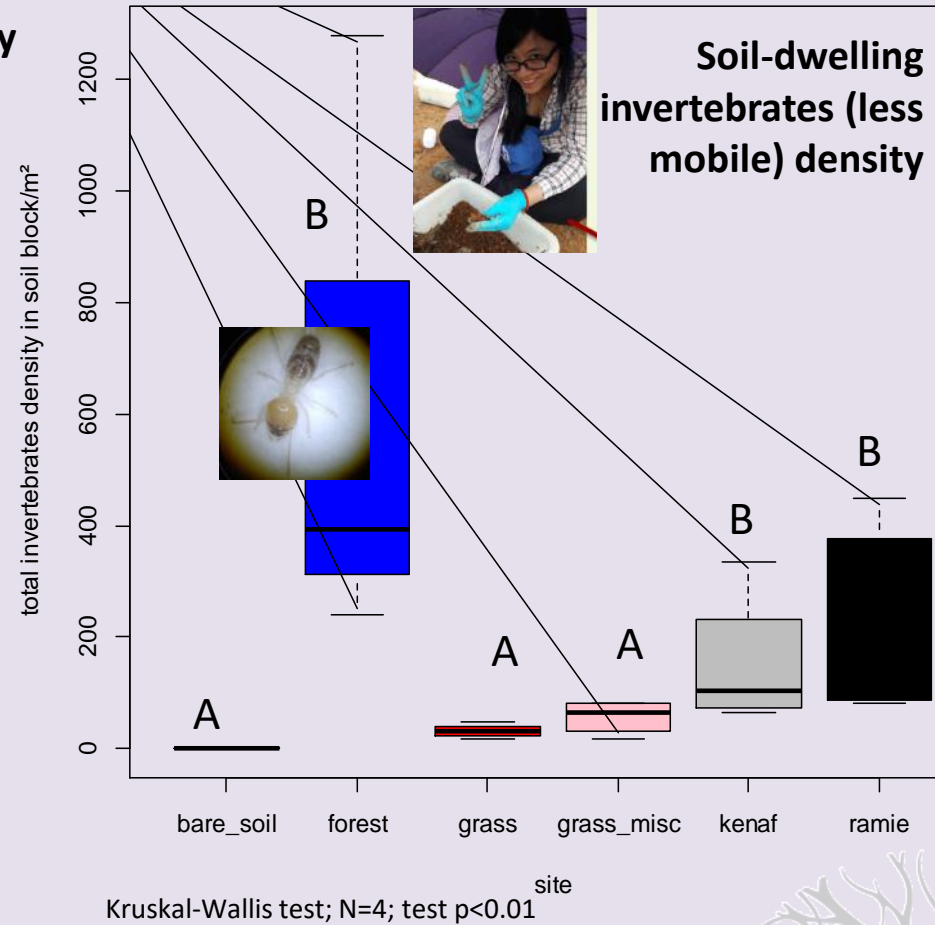 y
Soil-dwelling
invertebrates (less
mobile) density
total invertebrates density in soil block/m²
1200
1000
800
600
400
200
0
B
B
B
A
A
A
bare_soil forest grass grass_misc kenaf ramie
site
Kruskal-Wallis test; N=4; test p<0.01